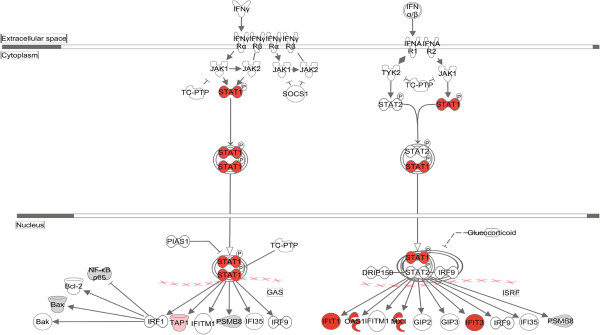 IFNγ
IFN
α/β
Extracellular space
IFNγ IFNγ IFNγ IFNγ
Rα Rβ Rα Rβ
IFNA IFNA
R1 R2
Cytoplasm
JAK1 JAK2 JAK1 JAK2
TYK2 JAK1
TC-PTP
TC-PTP
SOCS1
P
STAT1
P
STAT2
P
STAT1
P
STAT1
P
STAT1
P
STAT2
P
STAT1
Nucleus
PIAS1
TC-PTP
Glucocorticoid
P
STAT1
P
STAT1
P
STAT1
P
STAT2
IRF9
DRIP150
NF-κB
p65
Bcl-2
Bax
Bak
GAS
ISRF
IRF1 TAP1 IFITM1 PSMB8 IFI35 IRF9
IFIT1 OAS1 IFITM1 MX1 GIP2 GIP3 IFIT3 IRF9 IFI35 PSMB8